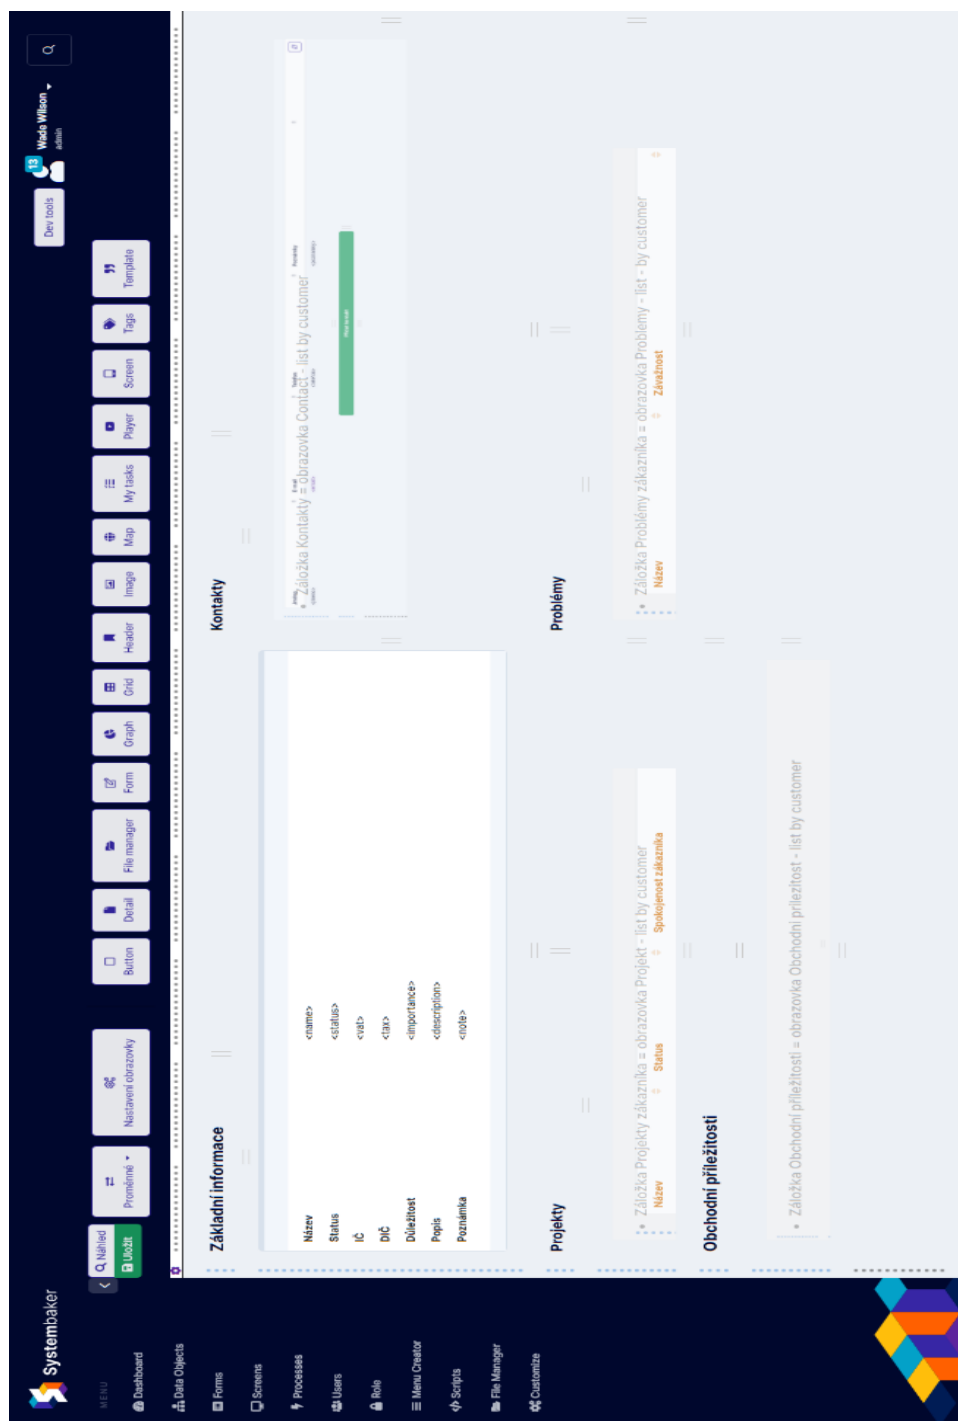 Systembaker
Dev tools
13
Wade Wilson
admin
MENU
Dashboard
Data Objects
Forms
Screens
Processes
Users
Role
Menu Creator
Scripts
File Manager
Customize
Náhled
Uložit
Proměnné
Nastavení obrazovky
Button
Detail
File manager
Form
Graph
Grid
Header
Image
Map
My tasks
Player
Screen
Tags
Template
Základní informace
Název <name>
Status <status>
IČ <vat>
DIČ <tax>
Důležitost <importance>
Popis <description>
Poznámka <note>
Kontakty
E-mail
Záložka Kontakty = obrazovka Contact - list by customer
Projekty
Záložka Projekty zákazníka = obrazovka Projekt - list by customer
Název Status Spokojenost zákazníka
Problémy
Záložka Problémy zákazníka = obrazovka Problemy - list - by customer
Název Závažnost
Obchodní příležitosti
Záložka Obchodní příležitosti = obrazovka Obchodní prilezitost - list by customer